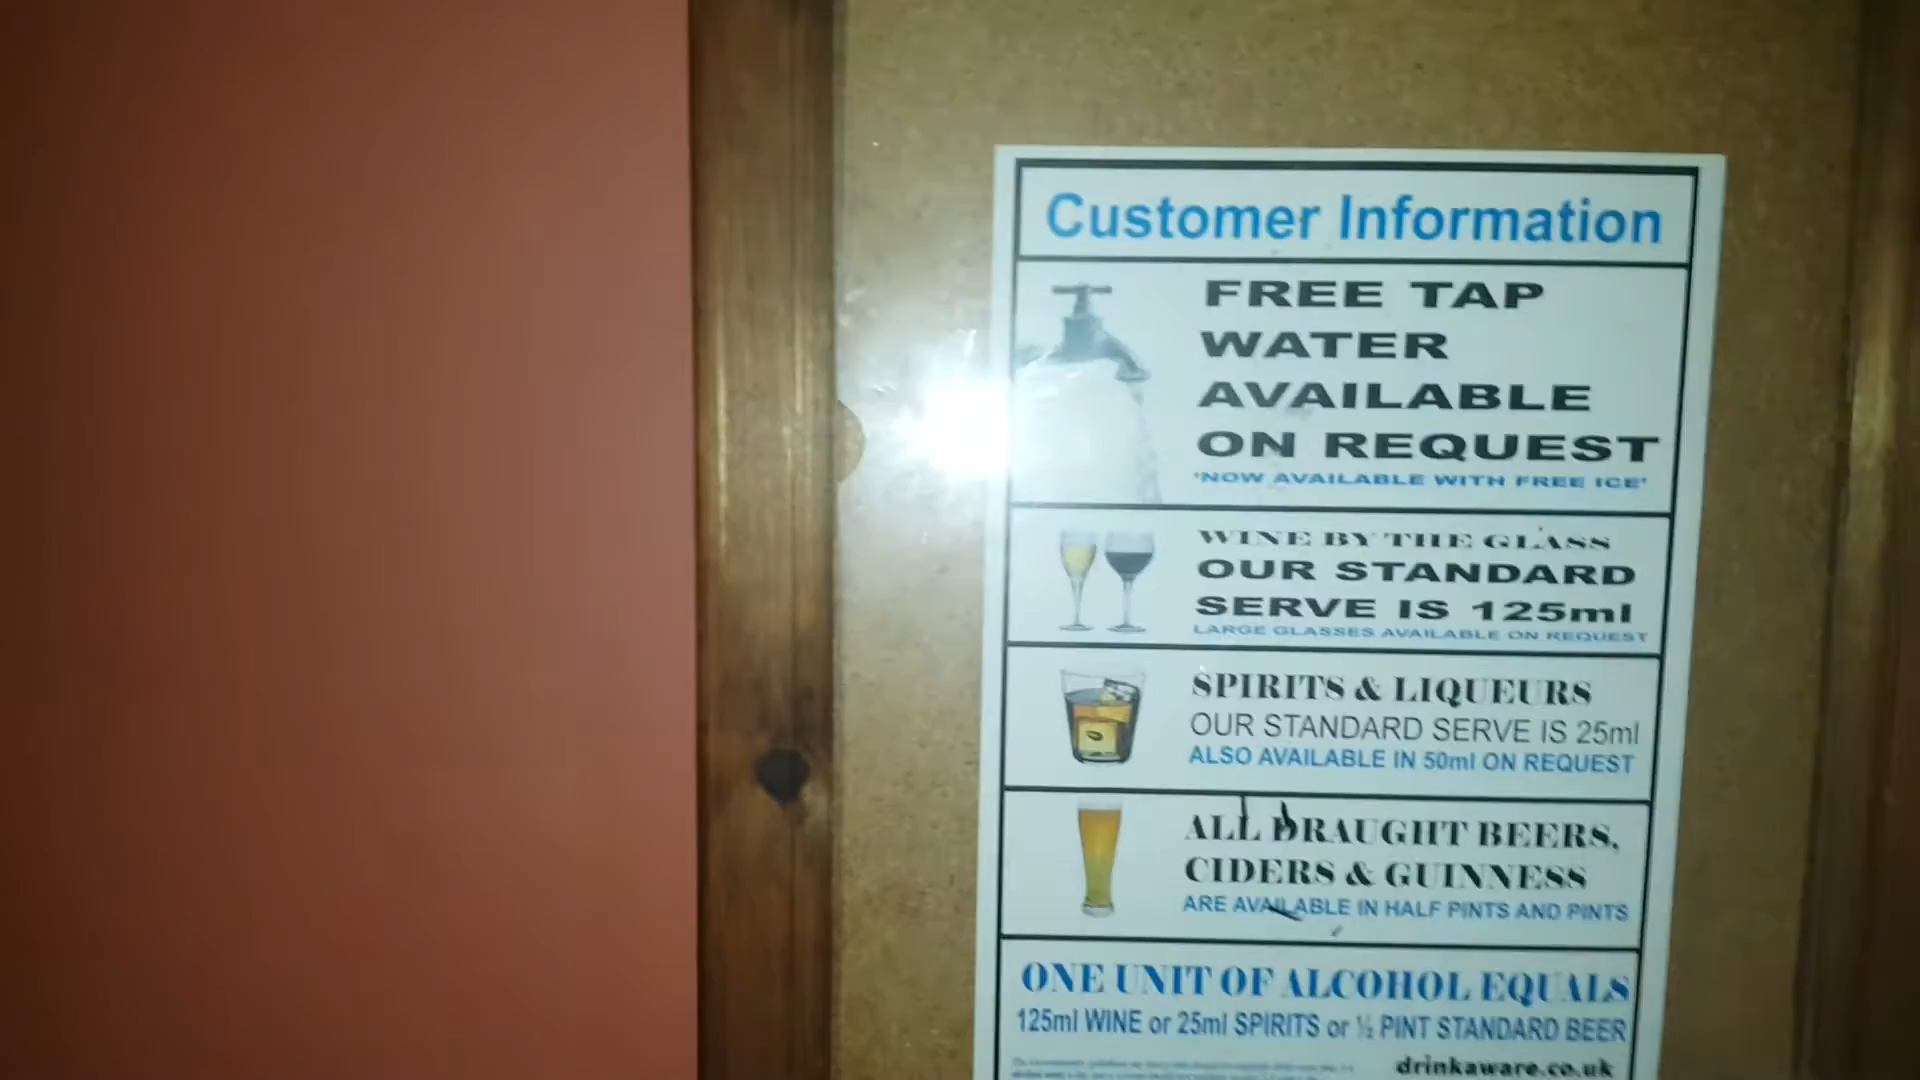 Customer Information
FREE TAP
WATER
AVAILABLE
ON REQUEST
'NOW AVAILABLE WITH FREE ICE'
WINE BY THE GLASS
OUR STANDARD
SERVE IS 125ml
LARGE GLASSES AVAILABLE ON REQUEST
SPIRITS & LIQUEURS
OUR STANDARD SERVE IS 25ml
ALSO AVAILABLE IN 50ml ON REQUEST
ALL DRAUGHT BEERS,
CIDERS & GUINNESS
ARE AVAILABLE IN HALF PINTS AND PINTS
ONE UNIT OF ALCOHOL EQUALS
125ml WINE or 25ml SPIRITS or ½ PINT STANDARD BEER
drinkaware.co.uk